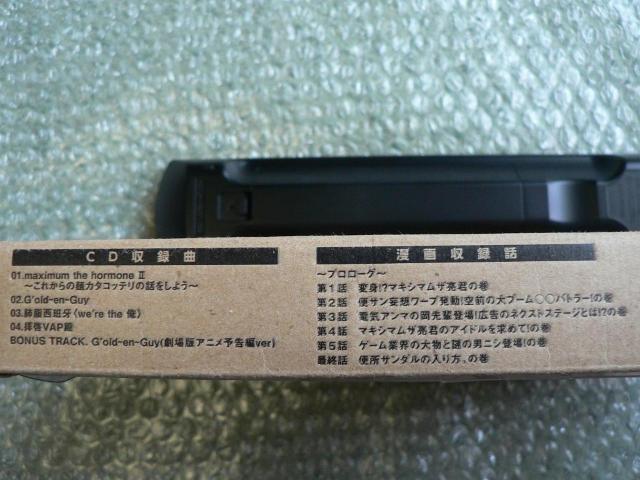 CD収録曲
01.maximum the hormone Ⅱ
～これからの麺カタコッテリの話をしよう～
02.G'old-en-Guy
03.肺脳西班牙(we're the 俺)
04.拝啓VAP殿
BONUS TRACK. G'old-en-Guy(劇場版アニメ予告編ver)
漫画収録話
～プロローグ～
第1話 変身!?マキシマムザ亮君の巻
第2話 便サン妄想ワープ発動!空前の大ブーム○○バトラー!の巻
第3話 電気アンマの岡先輩登場!広告のネクストステージとは!?の巻
第4話 マキシマムザ亮君のアイドルを求めて!の巻
第5話 ゲーム業界の大物と謎の男ニシ登場!の巻
最終話 便所サンダルの入り方、の巻